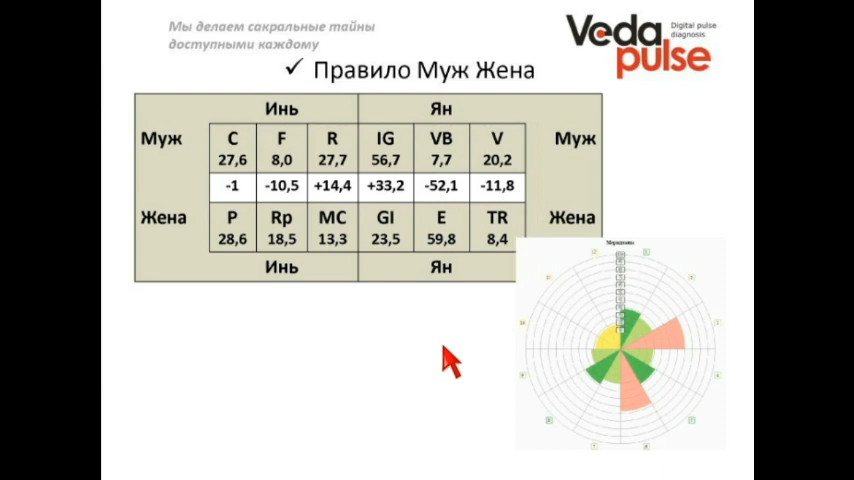 Мы делаем сакральные тайны
доступными каждому
Veda
pulse
Digital pulse
diagnosis
✓ Правило Муж Жена
Инь Ян
Муж C F R IG VB V Муж
27,6 8,0 27,7 56,7 7,7 20,2
-1 -10,5 +14,4 +33,2 -52,1 -11,8
Жена P Rp MC GI E TR Жена
28,6 18,5 13,3 23,5 59,8 8,4
Инь Ян
Меридианы